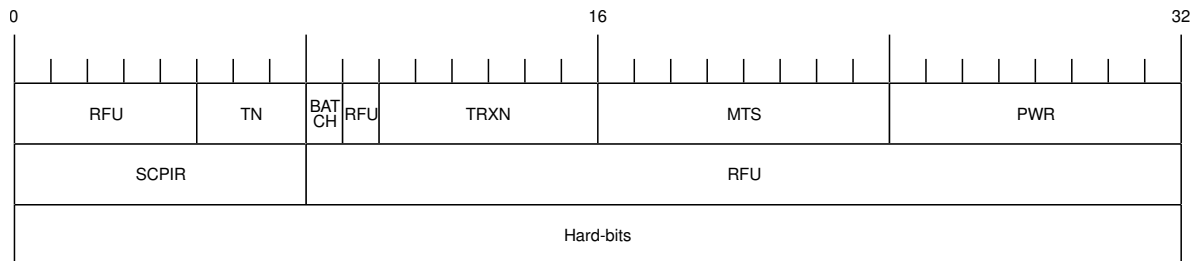 0 16 32
RFU TN BAT RFU TRXN MTS PWR
CH
SCPIR RFU
Hard-bits